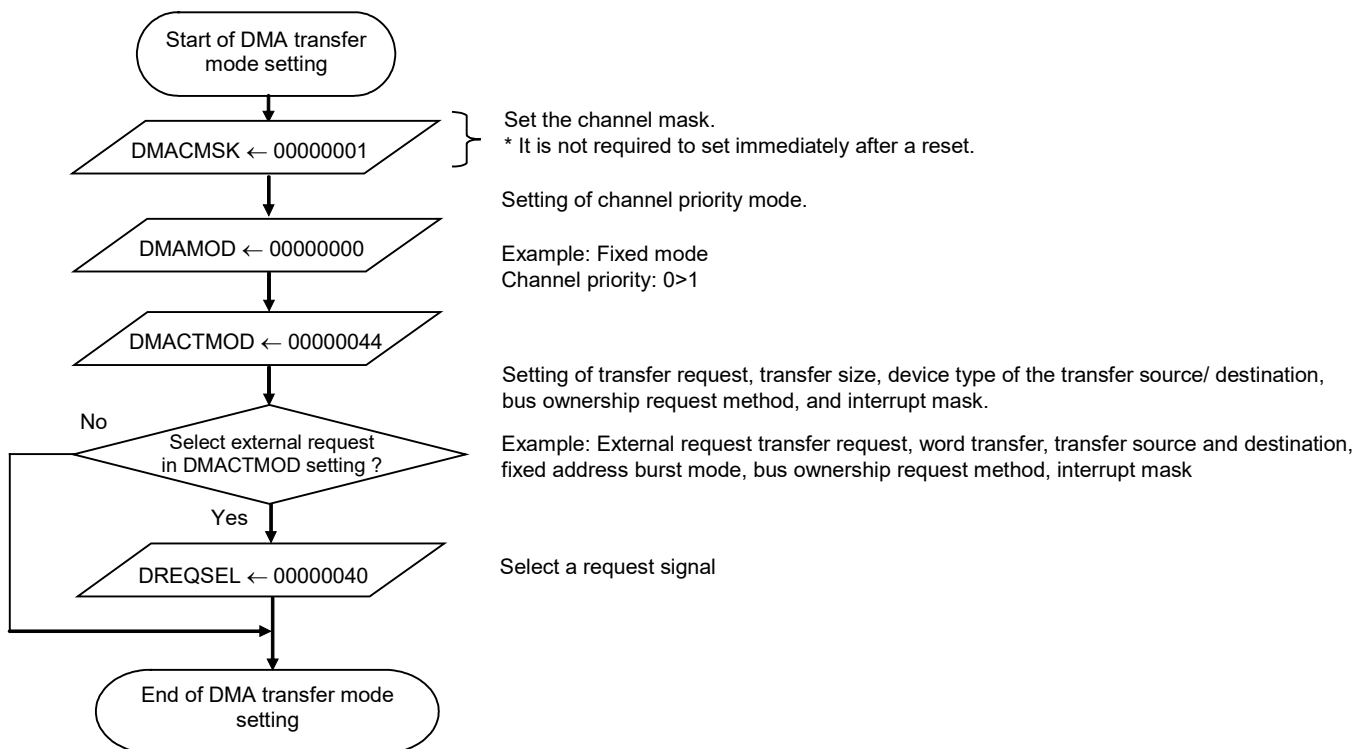 Start of DMA transfer
mode setting
DMACMSK ← 00000001
Set the channel mask.
* It is not required to set immediately after a reset.
Setting of channel priority mode.
DMAMOD ← 00000000
Example: Fixed mode
Channel priority: 0>1
DMACTMOD ← 00000044
Setting of transfer request, transfer size, device type of the transfer source/ destination,
bus ownership request method, and interrupt mask.
No
Select external request
in DMACTMOD setting ?
Example: External request transfer request, word transfer, transfer source and destination,
fixed address burst mode, bus ownership request method, interrupt mask
Yes
DREQSEL ← 00000040
Select a request signal
End of DMA transfer mode
setting